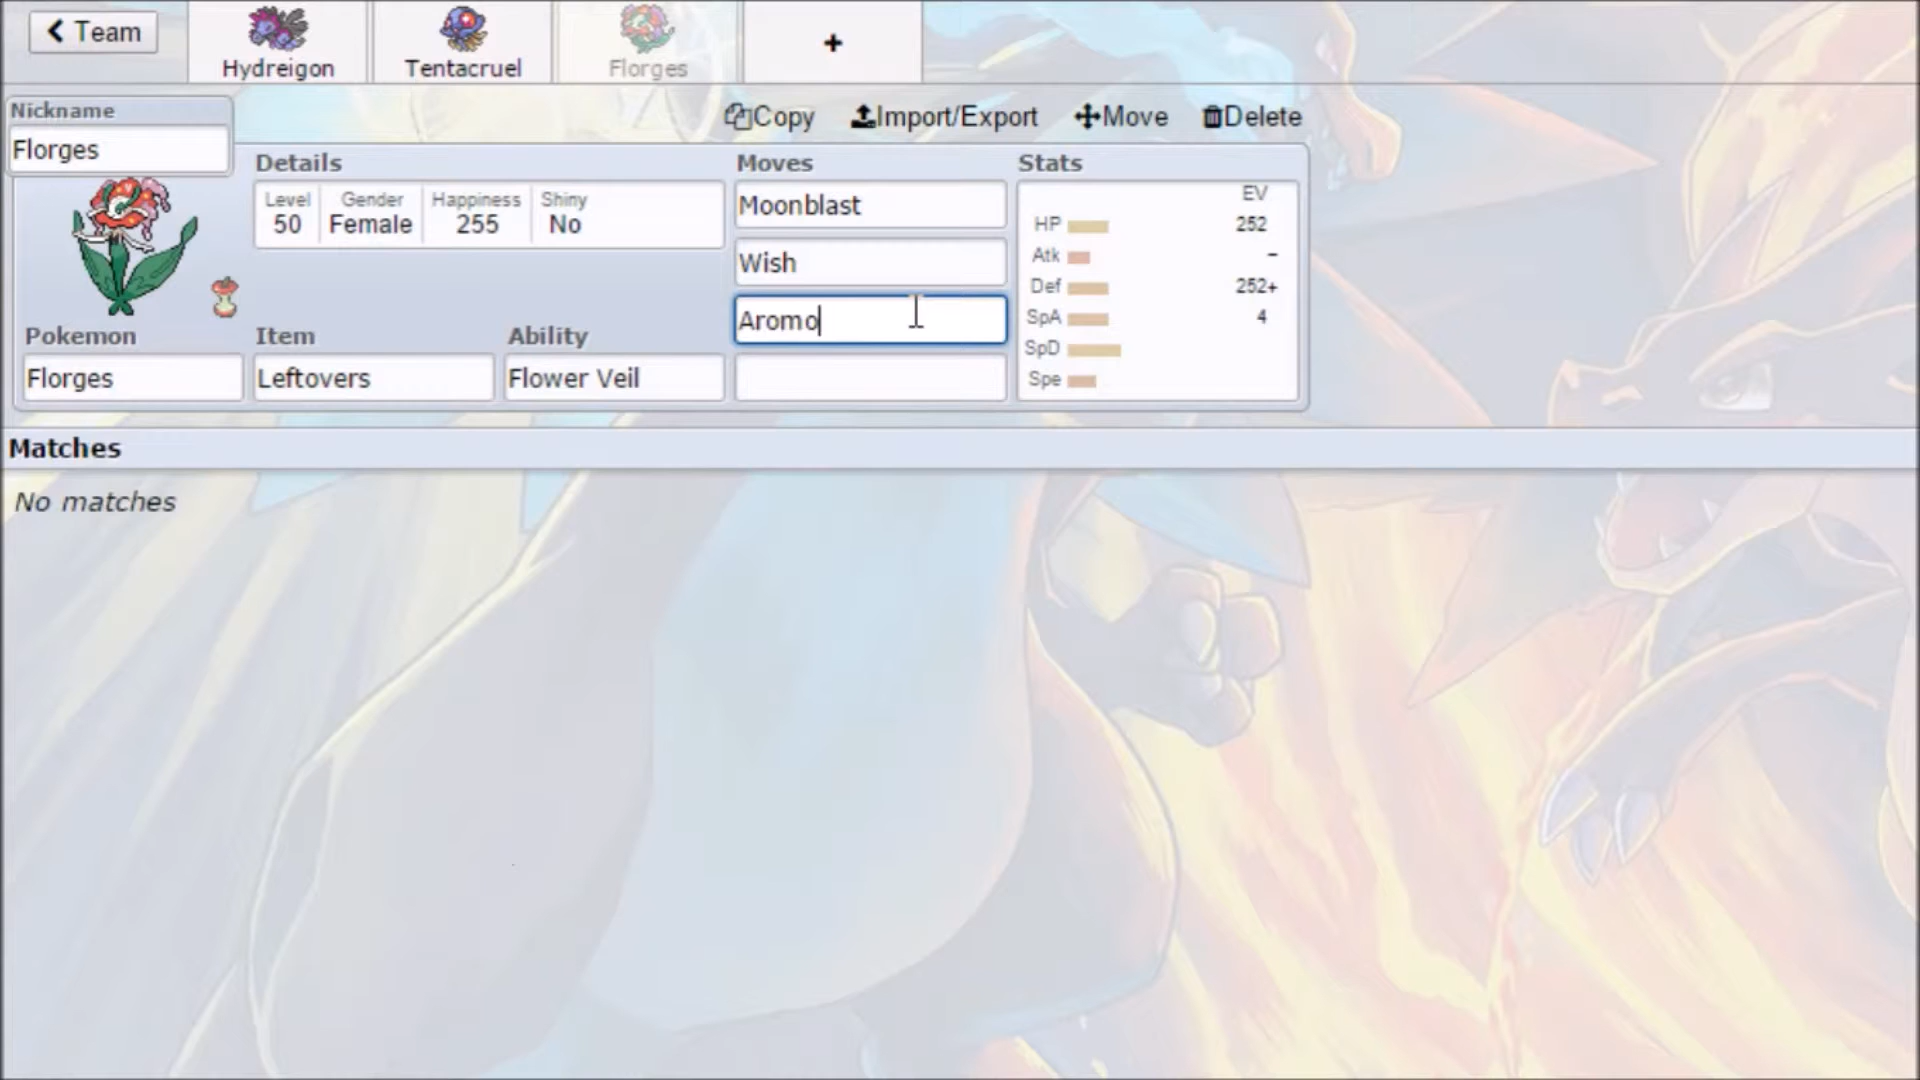 Team
Hydreigon
Tentacruel
Florges
+
Nickname
Florges
Copy
Import/Export
Move
Delete
Details
Moves
Stats
Level
Gender
Happiness
Shiny
50
Female
255
No
Moonblast
Wish
Aromo
EV
HP 252
Atk -
Def 252+
SpA 4
SpD
Spe
Pokemon
Item
Ability
Florges
Leftovers
Flower Veil
Matches
No matches